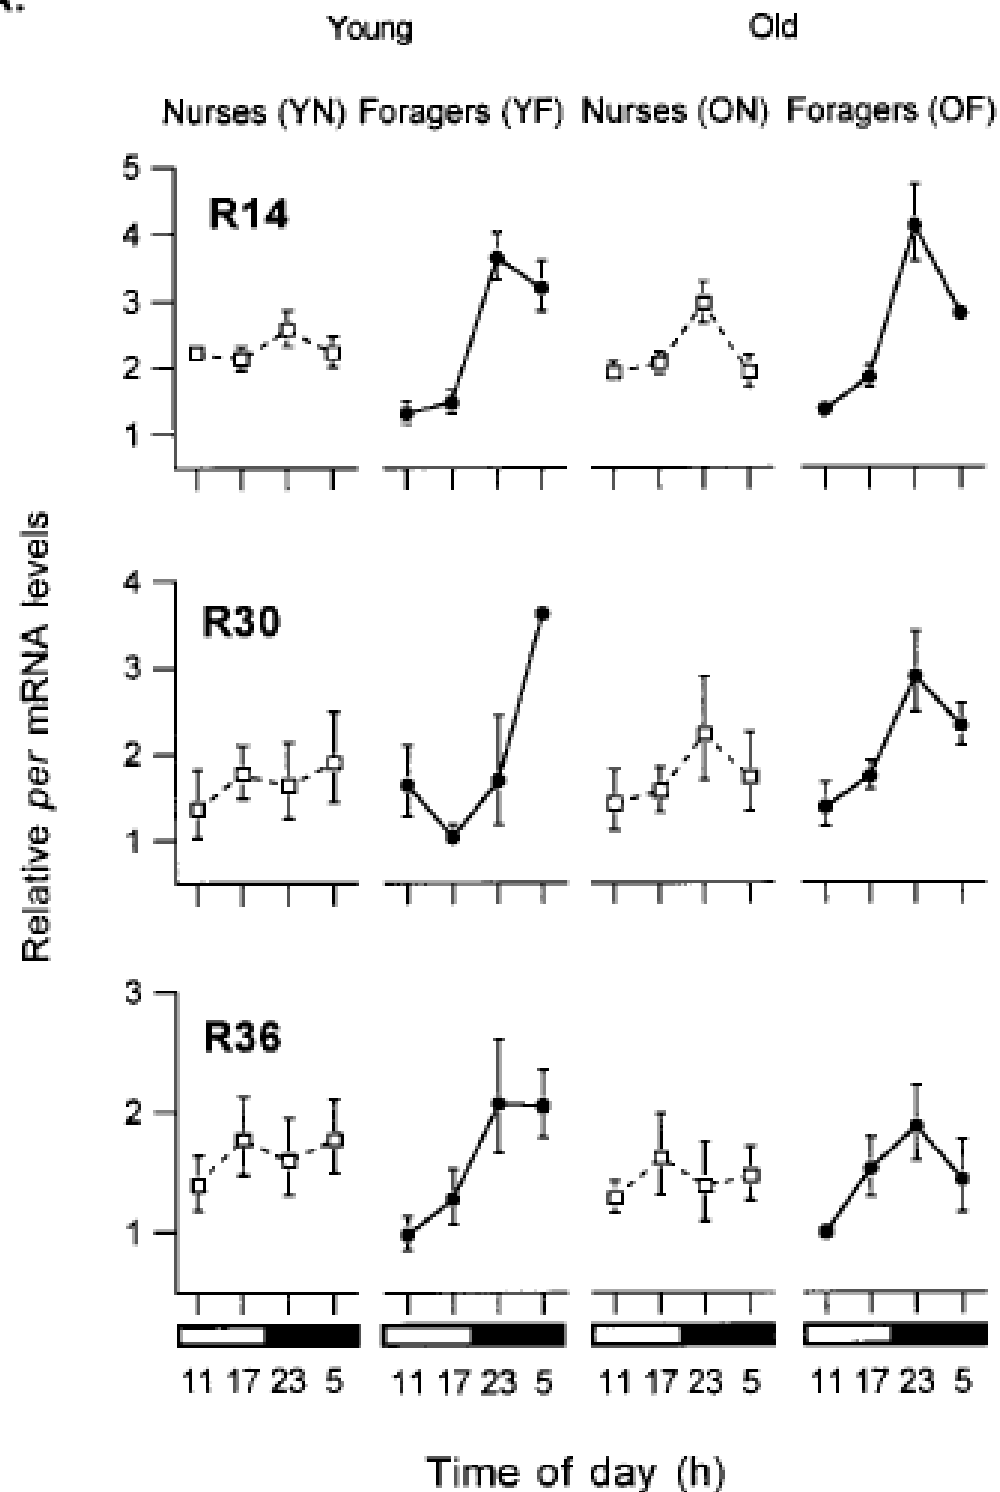 A.
Young Old
Nurses (YN) Foragers (YF) Nurses (ON) Foragers (OF)
5
R14
4
3
2
1
Relative per mRNA levels
4
R30
3
2
1
3
R36
2
1
11 17 23 5 11 17 23 5 11 17 23 5 11 17 23 5
Time of day (h)